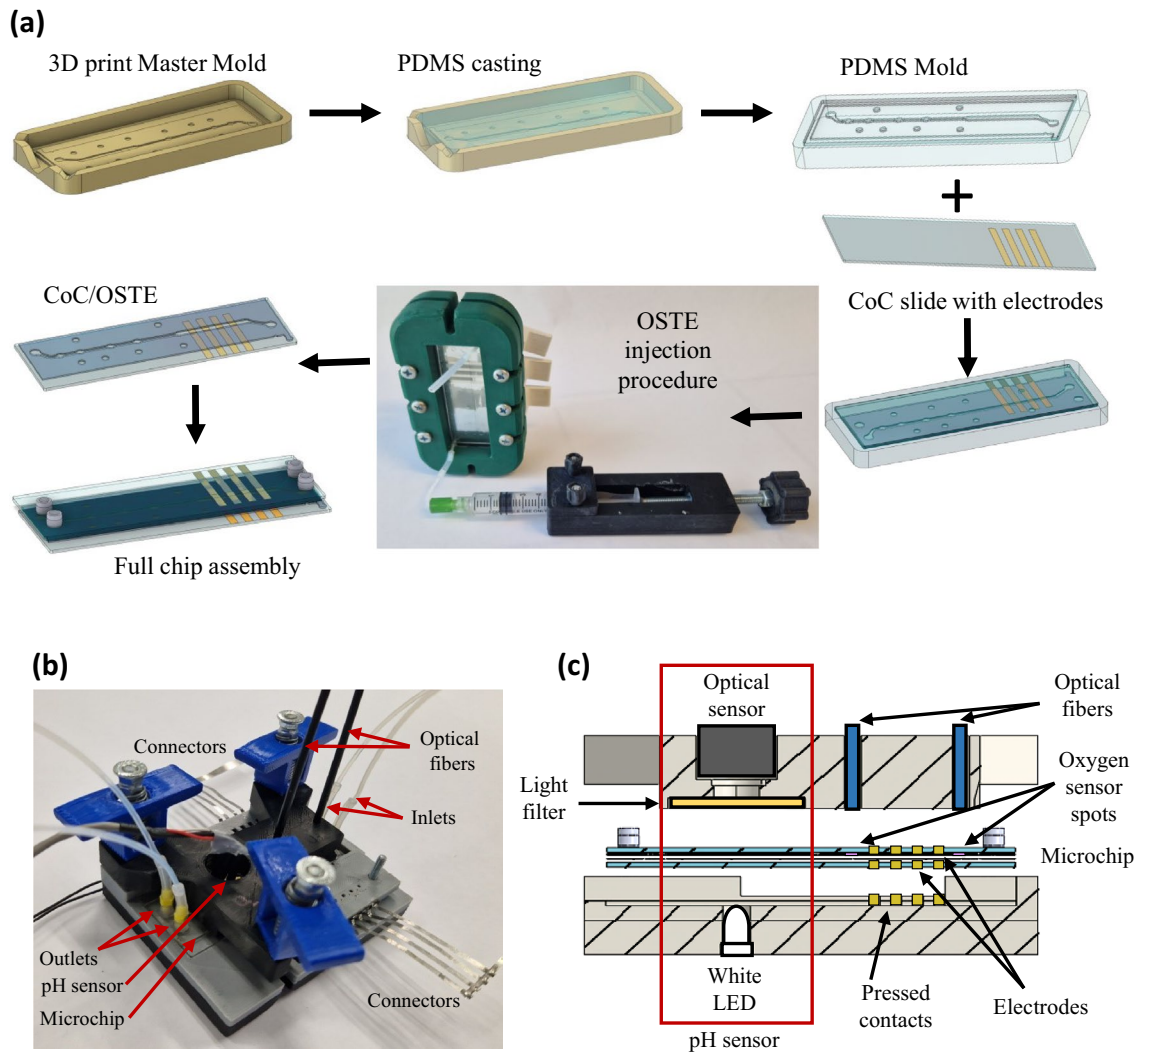 (a)
3D print Master Mold
PDMS casting
PDMS Mold
CoC slide with electrodes
CoC/OSTE
OSTE
injection
procedure
Full chip assembly
(b)
Connectors
Optical
fibers
Inlets
Outlets
pH sensor
Microchip
Connectors
(c)
Optical
sensor
Optical
fibers
Light
filter
Oxygen
sensor
spots
Microchip
White
LED
Pressed
contacts
Electrodes
pH sensor